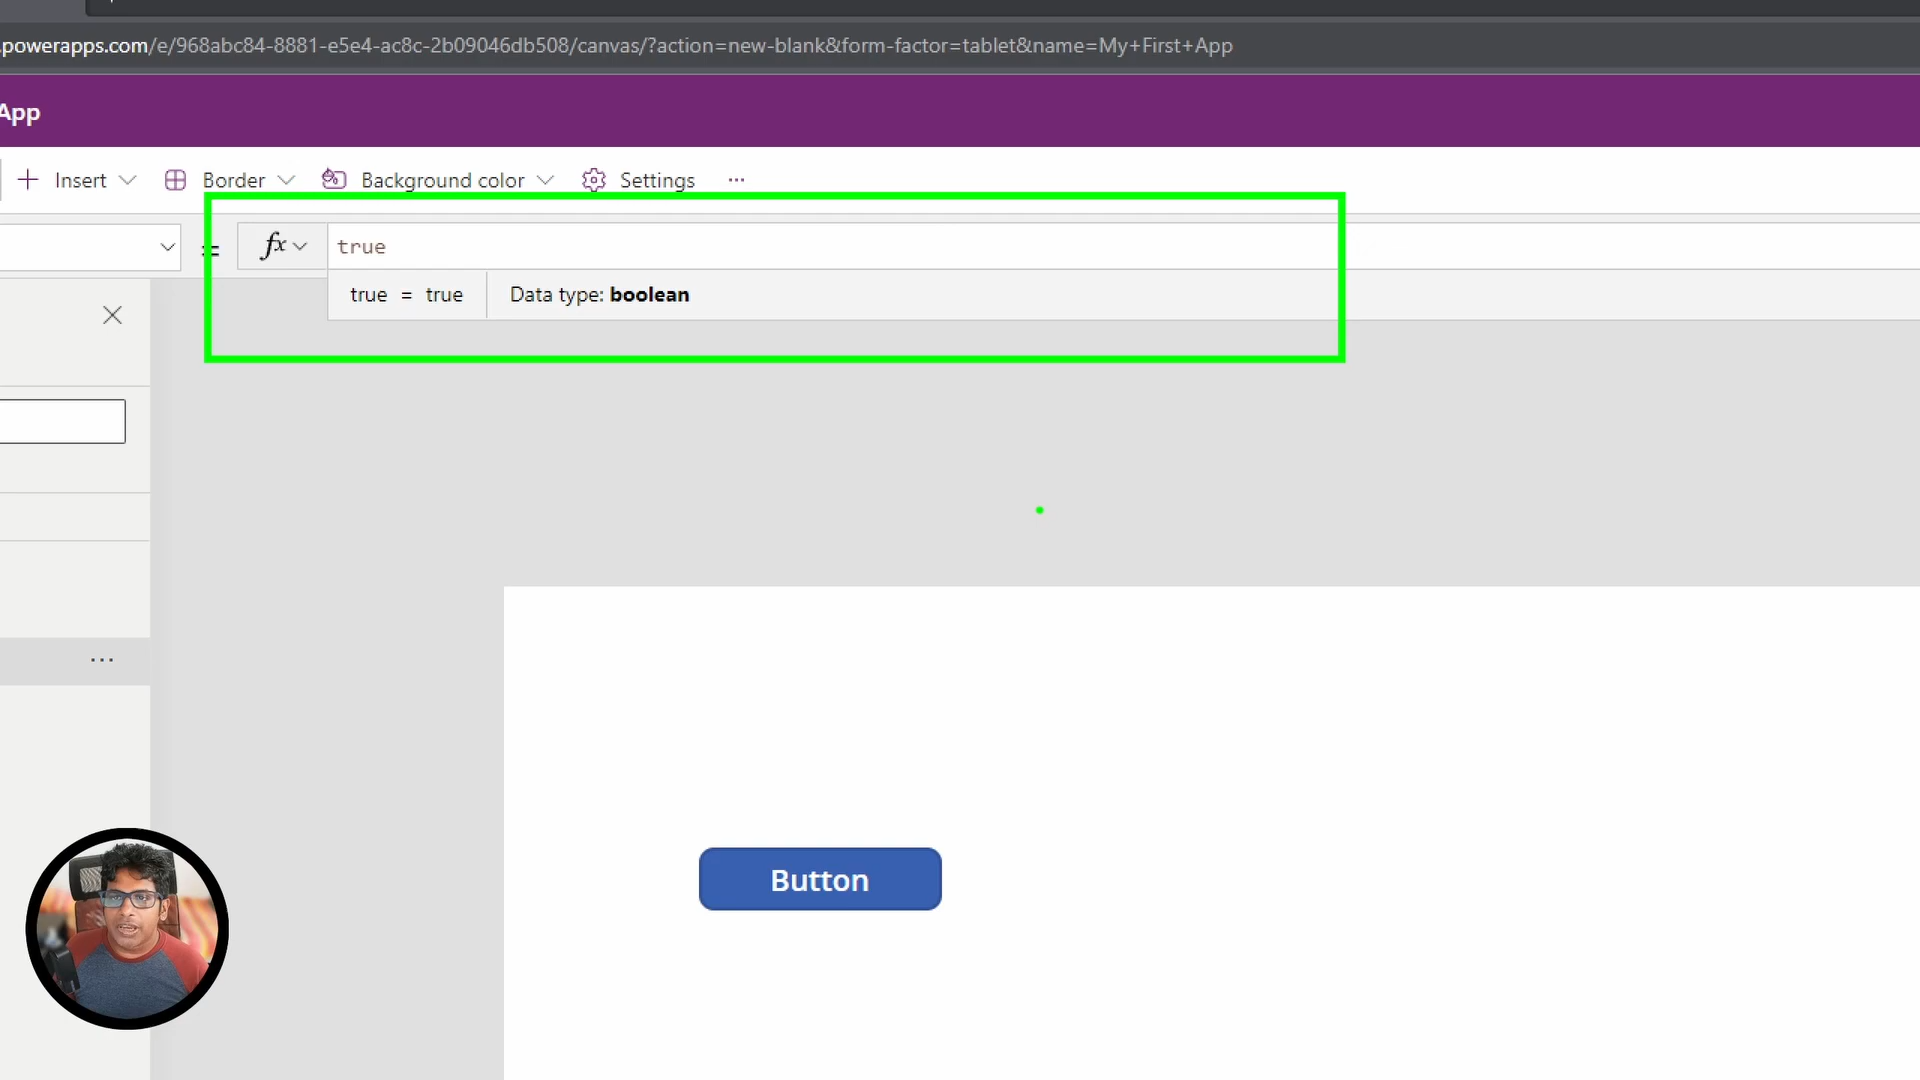 powerapps.com/e/968abc84-8881-e5e4-ac8c-2b09046db508/canvas/?action=new-blank&form-factor=tablet&name=My+First+App
App
Insert Border Background color Settings ...
= fx true
true = true Data type: boolean
...
Button